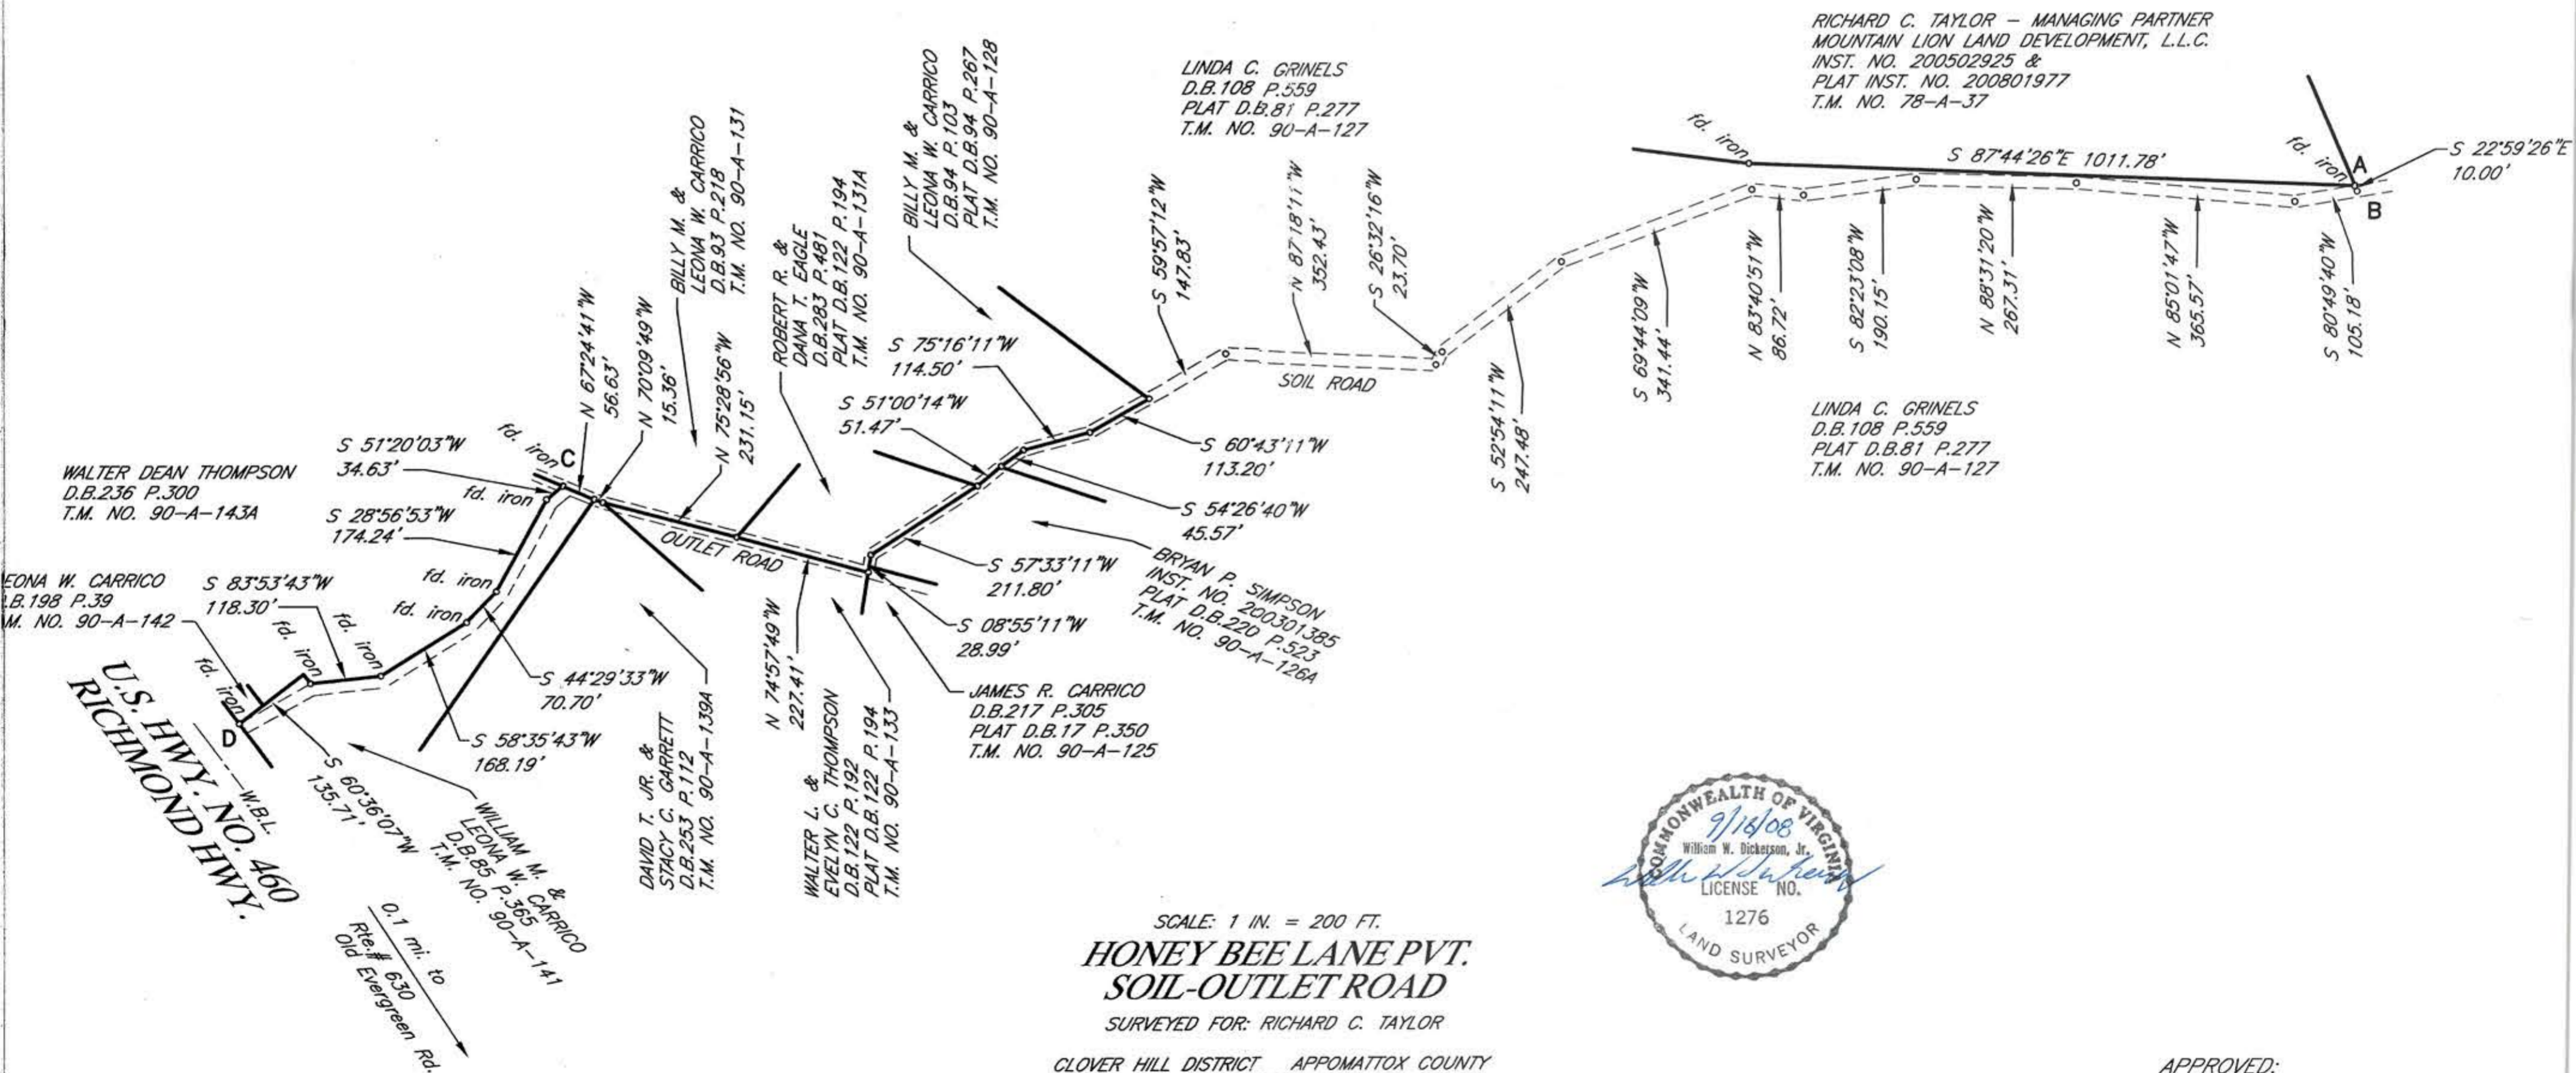 RICHARD C. TAYLOR – MANAGING PARTNER
MOUNTAIN LION LAND DEVELOPMENT, L.L.C.
INST. NO. 200502925 &
PLAT INST. NO. 200801977
T.M. NO. 78-A-37
LINDA C. GRINELS
D.B.108 P.559
PLAT D.B.81 P.277
T.M. NO. 90-A-127
BILLY M. &
LEONA W. CARRICO
D.B.94 P.103
PLAT D.B.94 P.267
T.M. NO. 90-A-128
BILLY M. &
LEONA W. CARRICO
D.B.93 P.218
T.M. NO. 90-A-131
ROBERT R. &
DANA T. EAGLE
D.B.283 P.481
PLAT D.B.122 P.194
T.M. NO. 90-A-131A
fd. iron
S 87°44'26"E 1011.78'
fd. iron
A
S 22°59'26"E
10.00'
B
S 59°57'12"W
147.83'
N 87°18'11"W
352.43'
S 26°32'16"W
23.70'
S 52°54'11"W
247.48'
S 69°44'09"W
341.44'
N 83°40'51"W
86.72'
S 82°23'08"W
190.15'
N 88°31'20"W
267.31'
N 85°01'47"W
365.57'
S 80°49'40"W
105.18'
SOIL ROAD
LINDA C. GRINELS
D.B.108 P.559
PLAT D.B.81 P.277
T.M. NO. 90-A-127
S 75°16'11"W
114.50'
S 51°00'14"W
51.47'
S 60°43'11"W
113.20'
S 54°26'40"W
45.57'
S 57°33'11"W
211.80'
S 08°55'11"W
28.99'
BRYAN P. SIMPSON
INST. NO. 200301385
PLAT D.B.220 P.523
T.M. NO. 90-A-126A
N 67°24'41"W
56.63'
N 70°09'49"W
15.36'
N 75°28'56"W
231.15'
OUTLET ROAD
N 74°57'49"W
227.41'
fd. iron
C
S 51°20'03"W
34.63'
fd. iron
WALTER DEAN THOMPSON
D.B.236 P.300
T.M. NO. 90-A-143A
S 28°56'53"W
174.24'
fd. iron
fd. iron
EONA W. CARRICO
.B.198 P.39
M. NO. 90-A-142
S 83°53'43"W
118.30'
fd. iron
fd. iron
fd. iron
D
S 44°29'33"W
70.70'
S 58°35'43"W
168.19'
S 60°36'07"W
135.71'
W.B.L.
U.S. HWY. NO. 460
RICHMOND HWY.
WILLIAM M. &
LEONA W. CARRICO
D.B.85 P.365
T.M. NO. 90-A-141
0.1 mi. to
Rte.# 630
Old Evergreen Rd.
DAVID T. JR. &
STACY C. GARRETT
D.B.253 P.112
T.M. NO. 90-A-139A
WALTER L. &
EVELYN C. THOMPSON
D.B.122 P.192
PLAT D.B.122 P.194
T.M. NO. 90-A-133
JAMES R. CARRICO
D.B.217 P.305
PLAT D.B.17 P.350
T.M. NO. 90-A-125
COMMONWEALTH OF VIRGINIA
9/16/08
William W. Dickerson, Jr.
LICENSE NO.
1276
LAND SURVEYOR
SCALE: 1 IN. = 200 FT.
HONEY BEE LANE PVT.
SOIL-OUTLET ROAD
SURVEYED FOR: RICHARD C. TAYLOR
CLOVER HILL DISTRICT APPOMATTOX COUNTY
APPROVED: